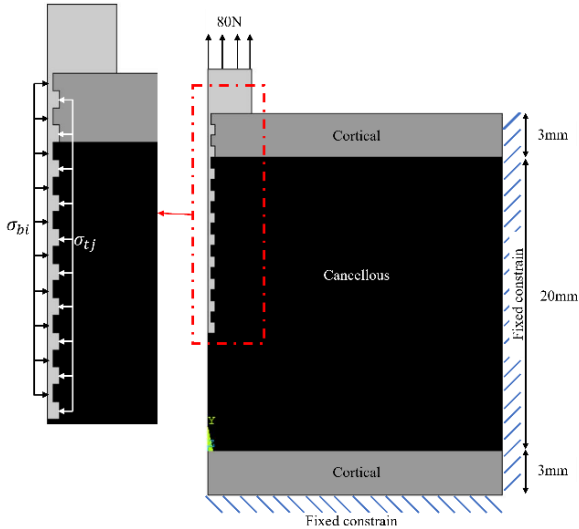 80N
Cortical
3mm
σbi
σtj
Cancellous
Fixed constrain
20mm
Y
Cortical
3mm
Fixed constrain